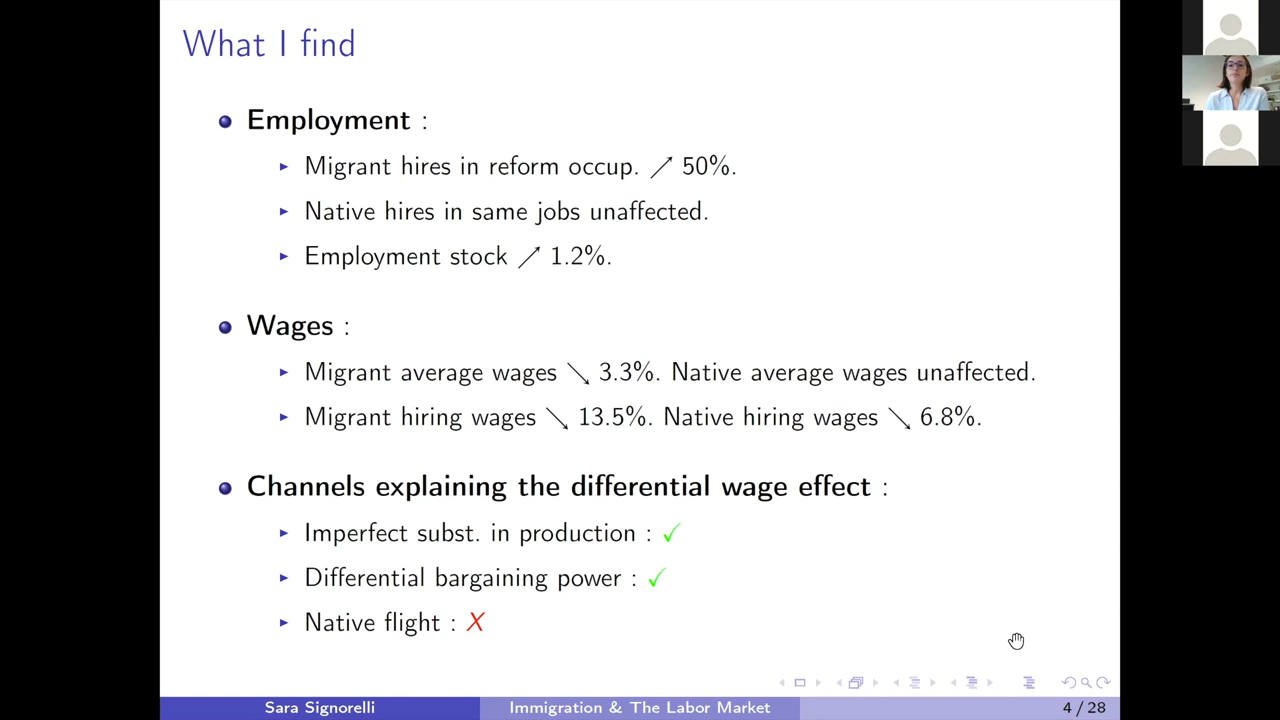 What I find
Employment :
Migrant hires in reform occup. ↗ 50%.
Native hires in same jobs unaffected.
Employment stock ↗ 1.2%.
Wages :
Migrant average wages ↘ 3.3%. Native average wages unaffected.
Migrant hiring wages ↘ 13.5%. Native hiring wages ↘ 6.8%.
Channels explaining the differential wage effect :
Imperfect subst. in production : ✓
Differential bargaining power : ✓
Native flight : X
Sara Signorelli Immigration & The Labor Market 4 / 28